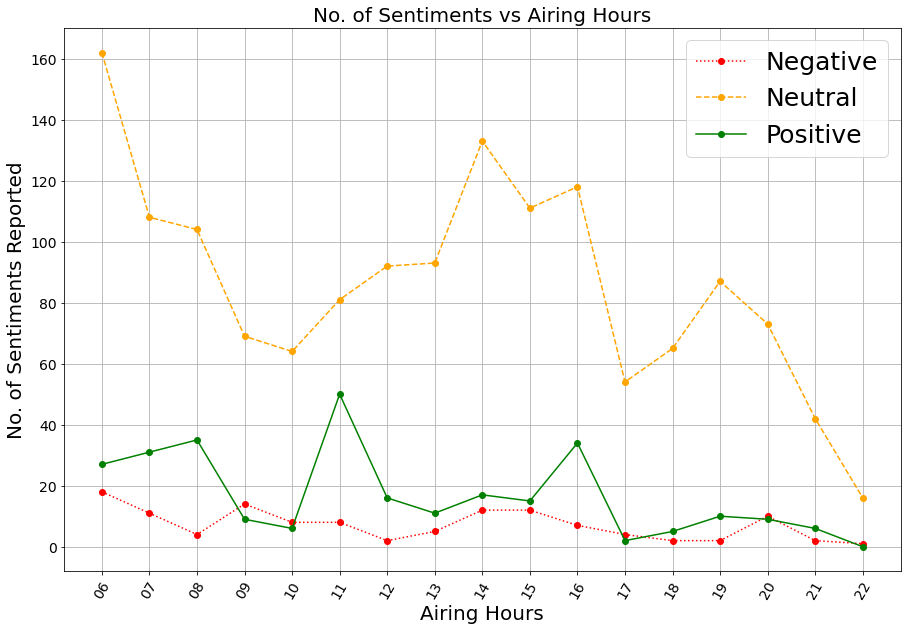 No. of Sentiments vs Airing Hours
Negative
Neutral
Positive
No. of Sentiments Reported
160
140
120
100
80
60
40
20
0
06 07 08 09 10 11 12 13 14 15 16 17 18 19 20 21 22
Airing Hours